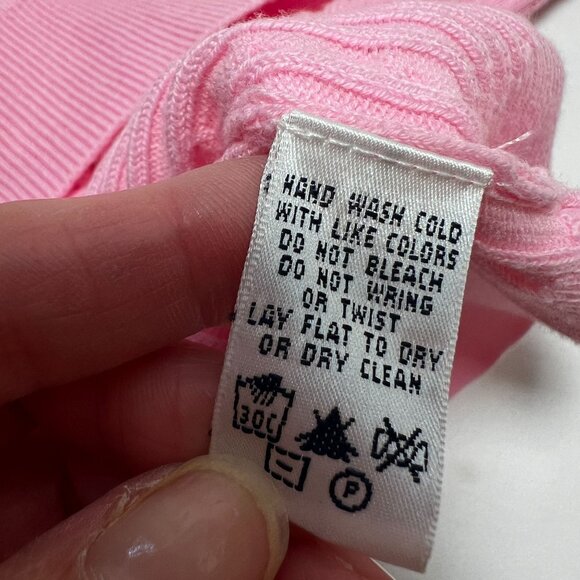 HAND WASH COLD
WITH LIKE COLORS
DO NOT BLEACH
DO NOT WRING
OR TWIST
LAY FLAT TO DRY
OR DRY CLEAN
30C
P